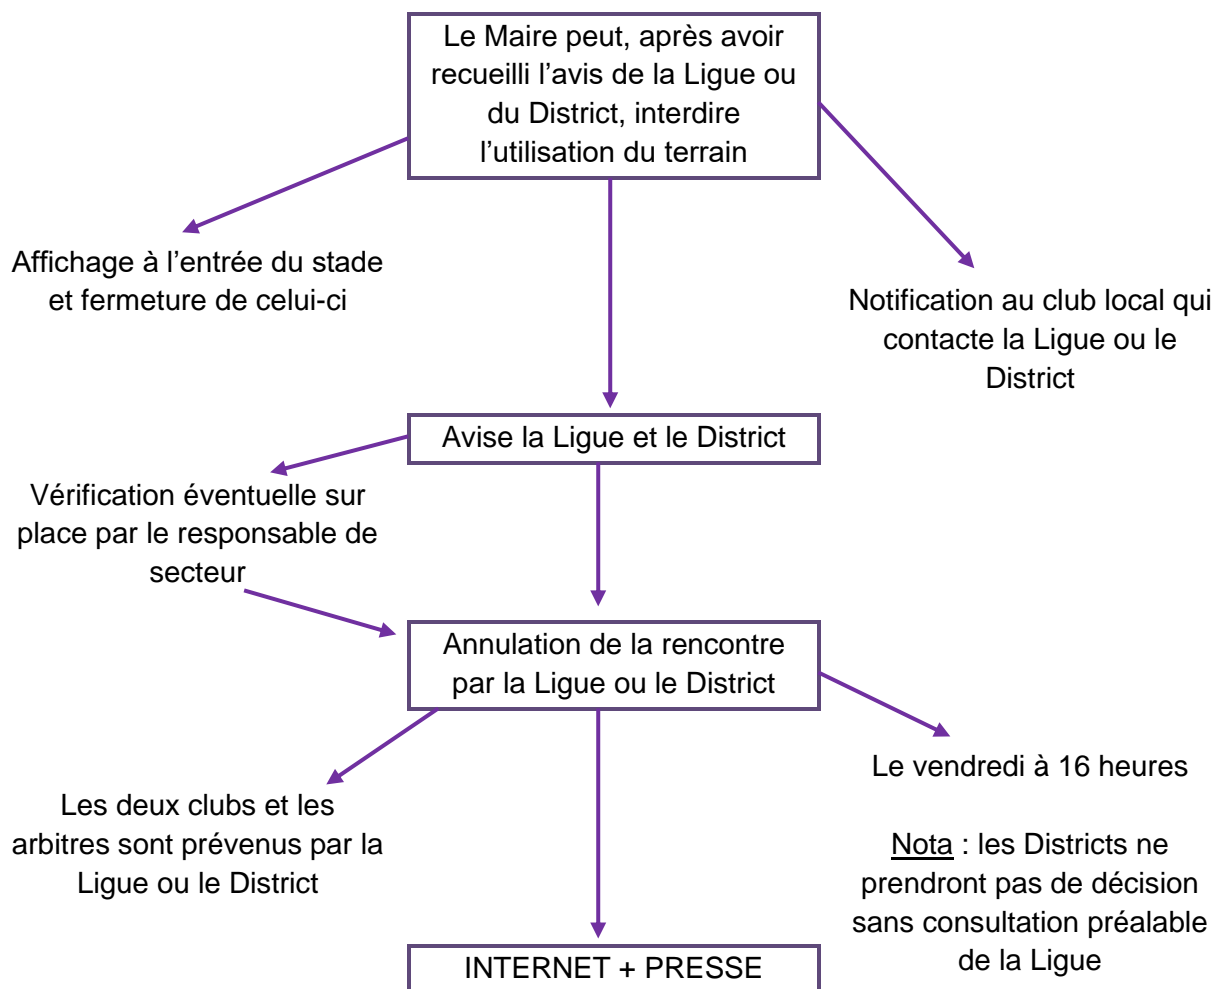 Le Maire peut, après avoir
recueilli l’avis de la Ligue ou
du District, interdire
l’utilisation du terrain
Affichage à l’entrée du stade
et fermeture de celui-ci
Notification au club local qui
contacte la Ligue ou le
District
Avise la Ligue et le District
Vérification éventuelle sur
place par le responsable de
secteur
Annulation de la rencontre
par la Ligue ou le District
Les deux clubs et les
arbitres sont prévenus par la
Ligue ou le District
Le vendredi à 16 heures
Nota : les Districts ne
prendront pas de décision
sans consultation préalable
de la Ligue
INTERNET + PRESSE